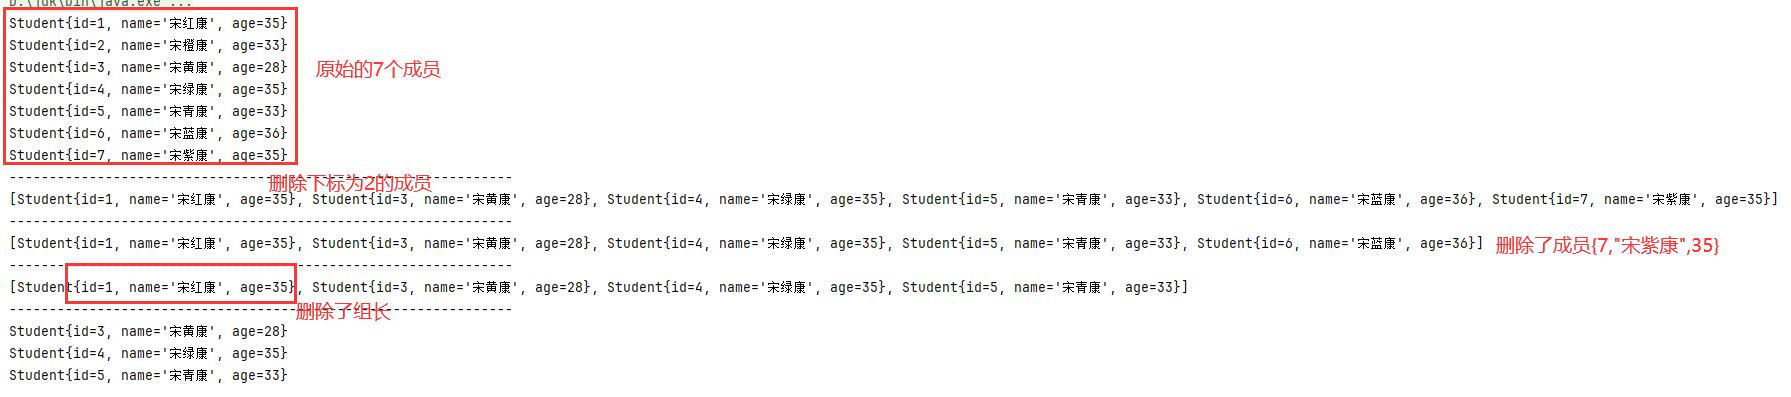 D:\jdk\bin\java.exe ...
Student{id=1, name='宋红康', age=35}
Student{id=2, name='宋橙康', age=33}
Student{id=3, name='宋黄康', age=28}
原始的7个成员
Student{id=4, name='宋绿康', age=35}
Student{id=5, name='宋青康', age=33}
Student{id=6, name='宋蓝康', age=36}
Student{id=7, name='宋紫康', age=35}
删除下标为2的成员
[Student{id=1, name='宋红康', age=35}, Student{id=3, name='宋黄康', age=28}, Student{id=4, name='宋绿康', age=35}, Student{id=5, name='宋青康', age=33}, Student{id=6, name='宋蓝康', age=36}, Student{id=7, name='宋紫康', age=35}]
[Student{id=1, name='宋红康', age=35}, Student{id=3, name='宋黄康', age=28}, Student{id=4, name='宋绿康', age=35}, Student{id=5, name='宋青康', age=33}, Student{id=6, name='宋蓝康', age=36}]
删除了成员{7,"宋紫康",35}
[Student{id=1, name='宋红康', age=35}, Student{id=3, name='宋黄康', age=28}, Student{id=4, name='宋绿康', age=35}, Student{id=5, name='宋青康', age=33}]
删除了组长
Student{id=3, name='宋黄康', age=28}
Student{id=4, name='宋绿康', age=35}
Student{id=5, name='宋青康', age=33}